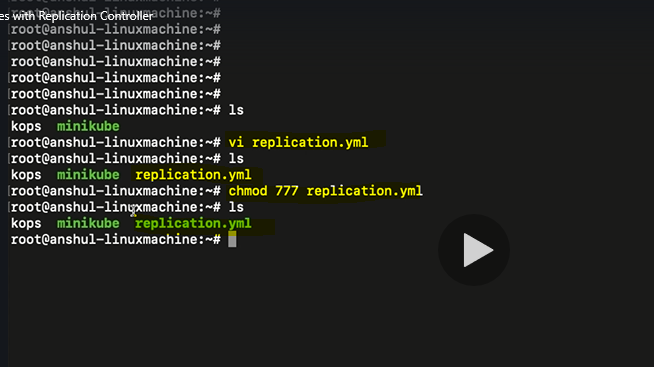 es with Replication Controller
root@anshul-linuxmachine:~#
root@anshul-linuxmachine:~#
root@anshul-linuxmachine:~#
root@anshul-linuxmachine:~#
root@anshul-linuxmachine:~#
root@anshul-linuxmachine:~#
root@anshul-linuxmachine:~# ls
kops minikube
root@anshul-linuxmachine:~# vi replication.yml
root@anshul-linuxmachine:~# ls
kops minikube replication.yml
root@anshul-linuxmachine:~# chmod 777 replication.yml
root@anshul-linuxmachine:~# ls
kops minikube replication.yml
root@anshul-linuxmachine:~#